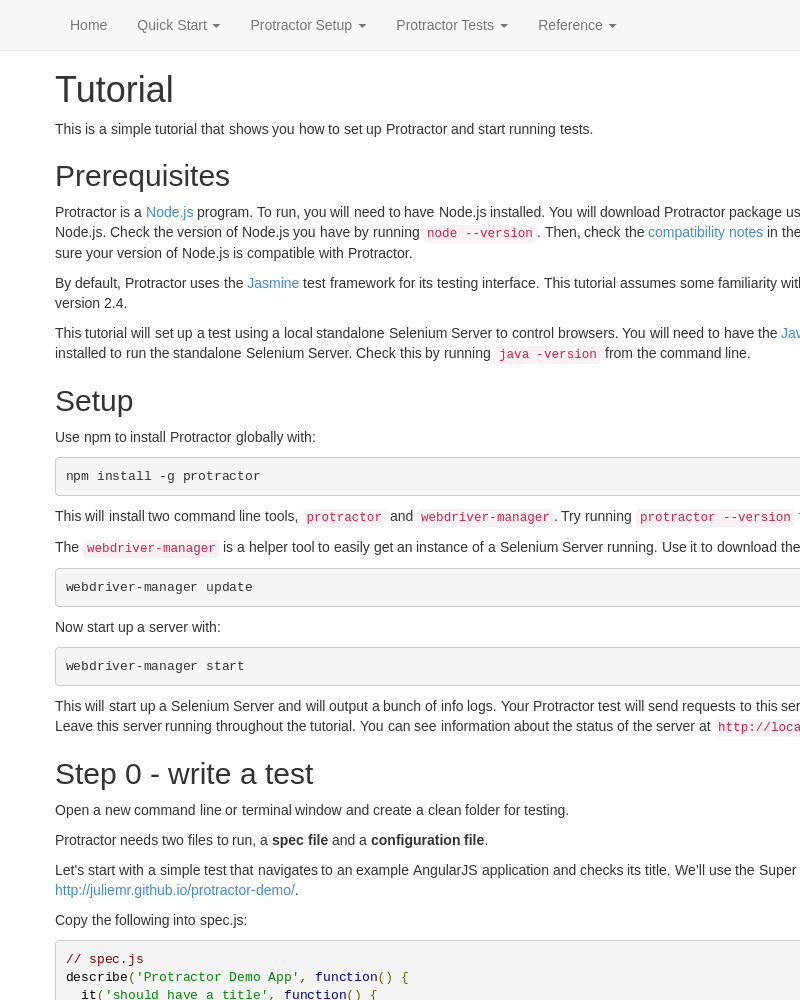 Home Quick Start Protractor Setup Protractor Tests Reference
Tutorial
This is a simple tutorial that shows you how to set up Protractor and start running tests.
Prerequisites
Protractor is a Node.js program. To run, you will need to have Node.js installed. You will download Protractor package
Node.js. Check the version of Node.js you have by running node --version. Then, check the compatibility notes in the
sure your version of Node.js is compatible with Protractor.
By default, Protractor uses the Jasmine test framework for its testing interface. This tutorial assumes some familiarity
version 2.4.
This tutorial will set up a test using a local standalone Selenium Server to control browsers. You will need to have the
installed to run the standalone Selenium Server. Check this by running java -version from the command line.
Setup
Use npm to install Protractor globally with:
npm install -g protractor
This will install two command line tools, protractor and webdriver-manager. Try running protractor --version
The webdriver-manager is a helper tool to easily get an instance of a Selenium Server running. Use it to download the
webdriver-manager update
Now start up a server with:
webdriver-manager start
This will start up a Selenium Server and will output a bunch of info logs. Your Protractor test will send requests to this
Leave this server running throughout the tutorial. You can see information about the status of the server at
Step 0 - write a test
Open a new command line or terminal window and create a clean folder for testing.
Protractor needs two files to run, a spec file and a configuration file.
Let's start with a simple test that navigates to an example AngularJS application and checks its title. We'll use the Super
http://juliemr.github.io/protractor-demo/.
Copy the following into spec.js:
// spec.js
describe('Protractor Demo App', function() {
it('should have a title', function() {